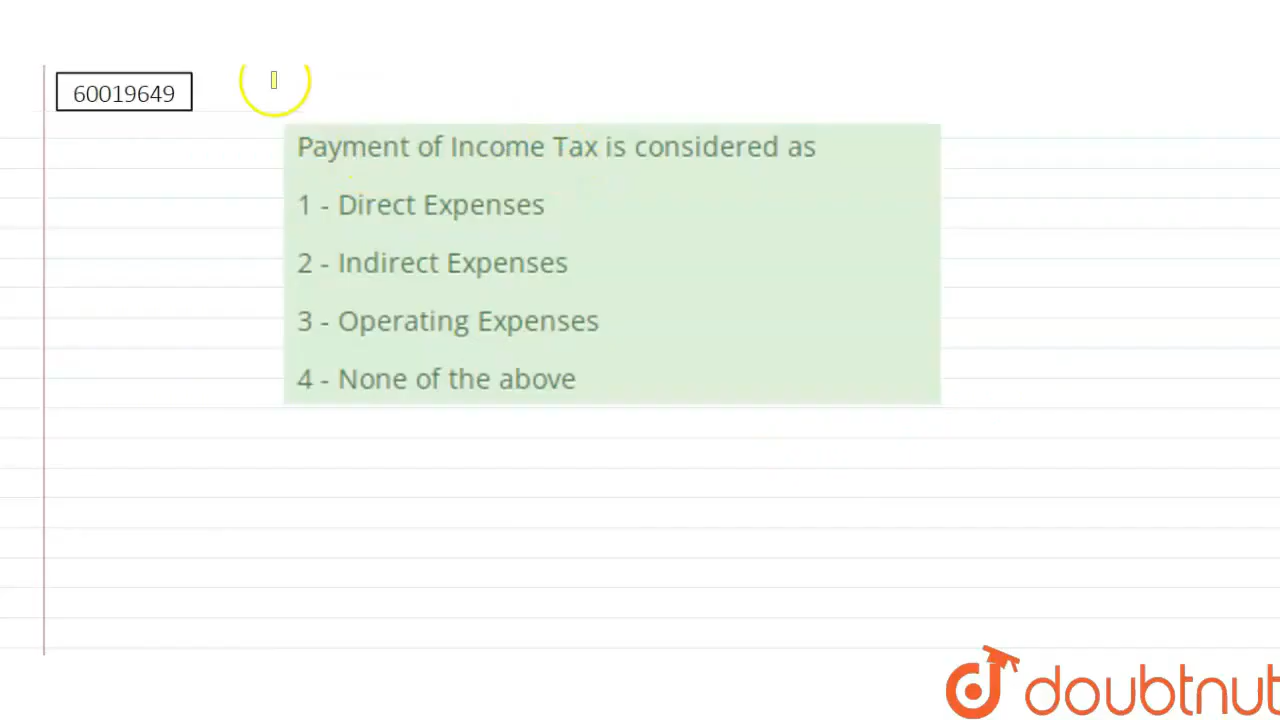 60019649
Payment of Income Tax is considered as
1 - Direct Expenses
2 - Indirect Expenses
3 - Operating Expenses
4 - None of the above
doubtnut